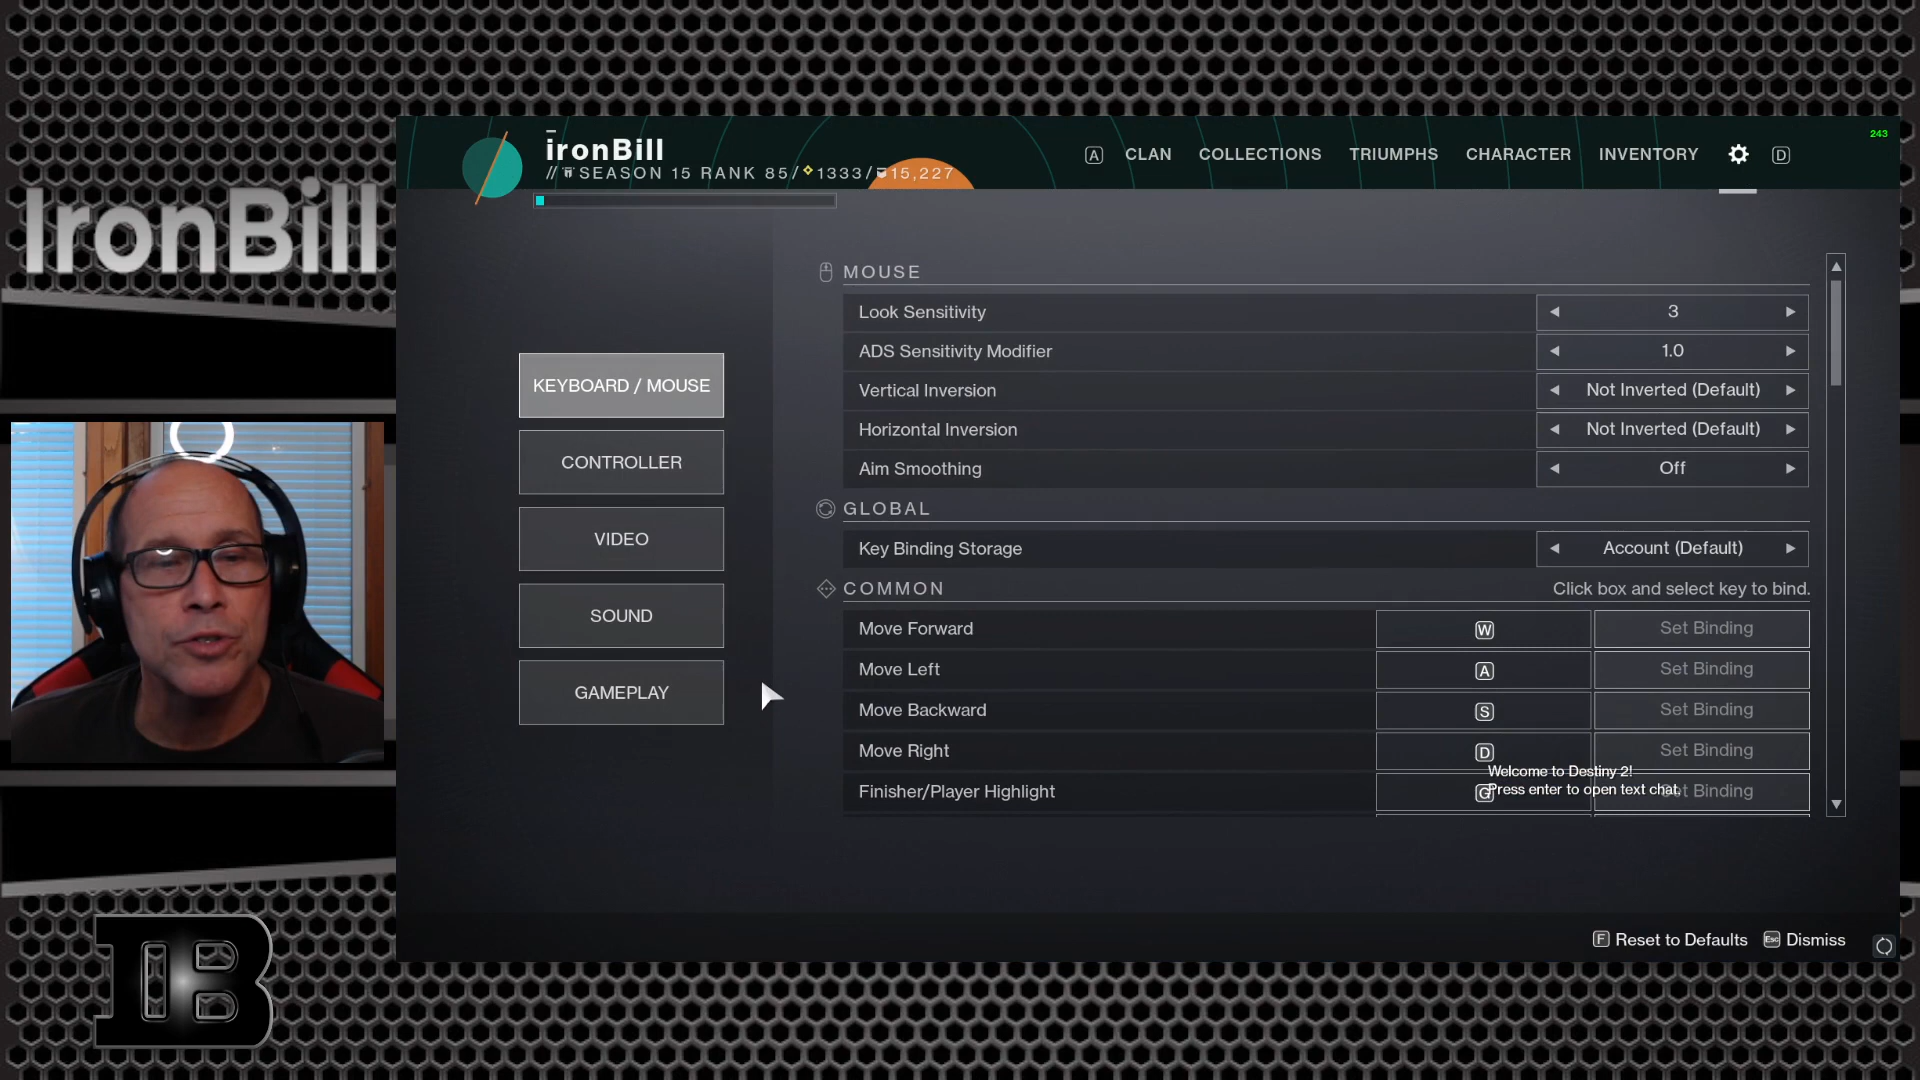 IronBill
IB
ironBill
// SEASON 15 RANK 85/ 1333/ 15,227
A CLAN COLLECTIONS TRIUMPHS CHARACTER INVENTORY D
243
KEYBOARD / MOUSE
CONTROLLER
VIDEO
SOUND
GAMEPLAY
MOUSE
Look Sensitivity 3
ADS Sensitivity Modifier 1.0
Vertical Inversion Not Inverted (Default)
Horizontal Inversion Not Inverted (Default)
Aim Smoothing Off
GLOBAL
Key Binding Storage Account (Default)
COMMON Click box and select key to bind.
Move Forward W Set Binding
Move Left A Set Binding
Move Backward S Set Binding
Move Right D Set Binding
Welcome to Destiny 2!
Press enter to open text chat.
Finisher/Player Highlight G Set Binding
F Reset to Defaults Esc Dismiss